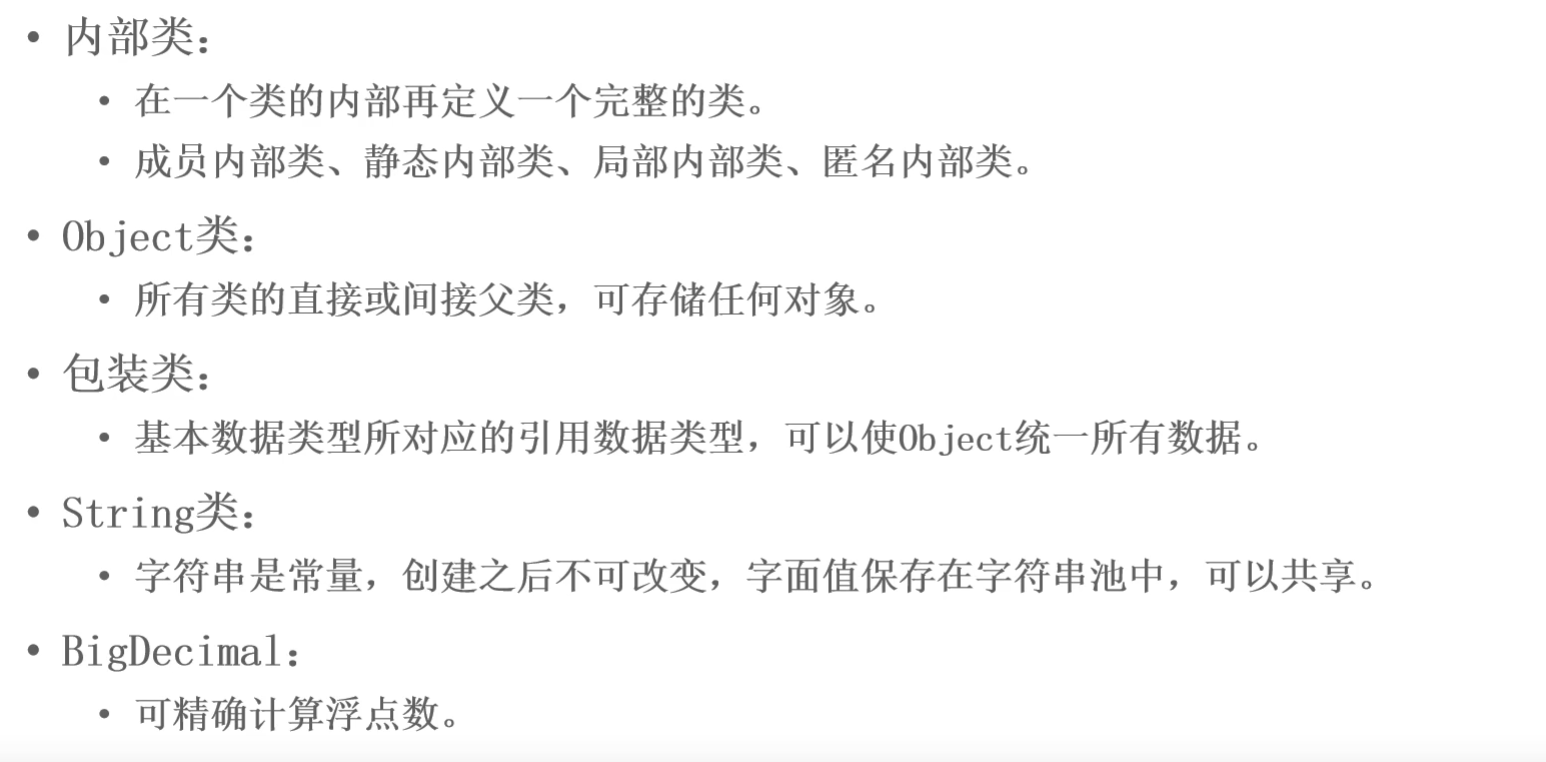 • 内部类：
• 在一个类的内部再定义一个完整的类。
• 成员内部类、静态内部类、局部内部类、匿名内部类。
• Object类：
• 所有类的直接或间接父类，可存储任何对象。
• 包装类：
• 基本数据类型所对应的引用数据类型，可以使Object统一所有数据。
• String类：
• 字符串是常量，创建之后不可改变，字面值保存在字符串池中，可以共享。
• BigDecimal：
• 可精确计算浮点数。